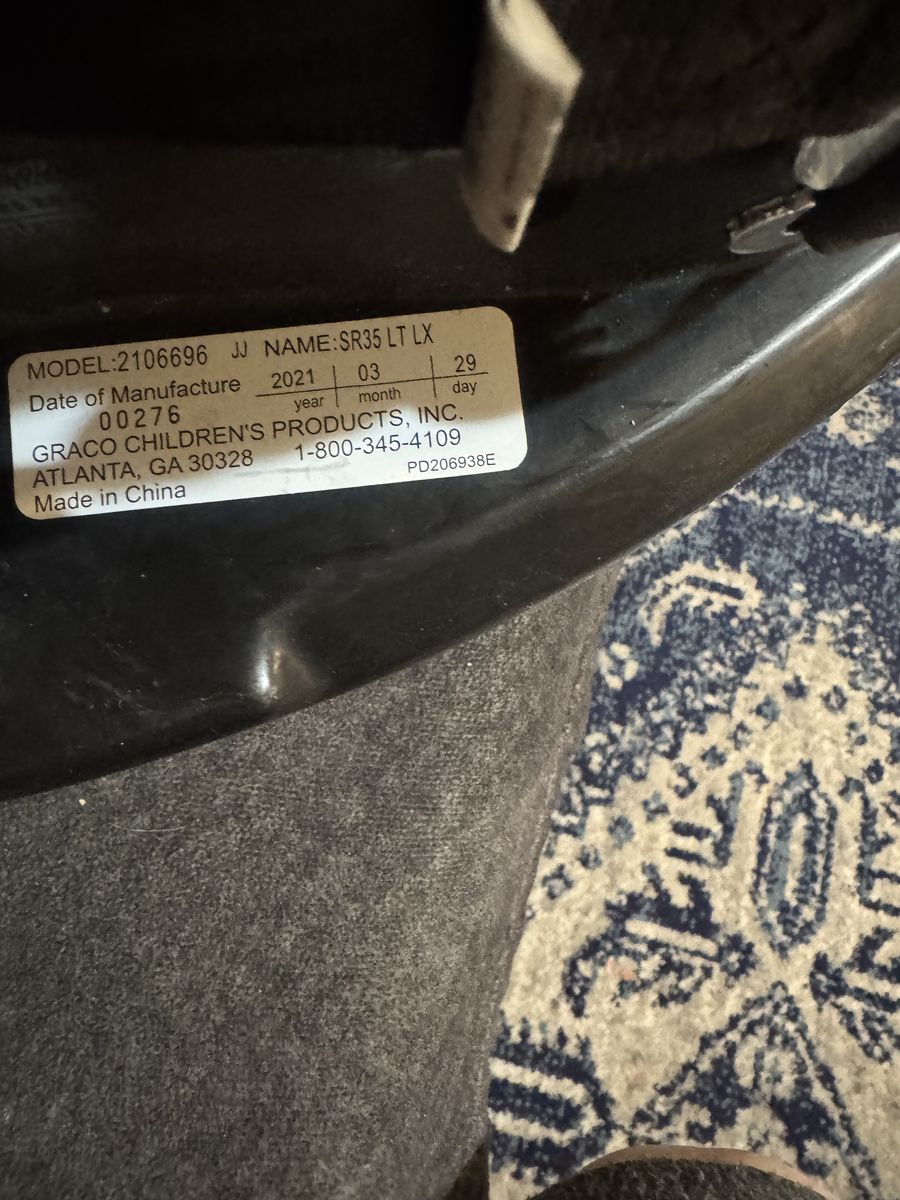 MODEL:2106696 JJ NAME:SR35 LT LX
Date of Manufacture 2021 03 29
00276 year month day
GRACO CHILDREN'S PRODUCTS, INC.
ATLANTA, GA 30328 1-800-345-4109
Made in China PD206938E